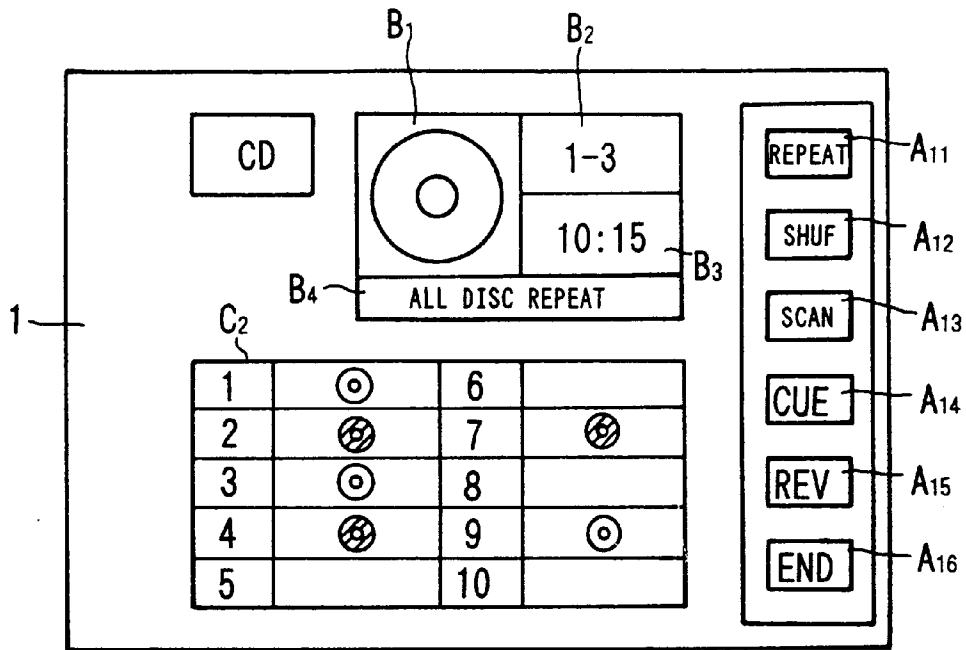 B1 B2
CD
1-3
10:15
B3
B4
ALL DISC REPEAT
1
C2
1 6
2 7
3 8
4 9
5 10
REPEAT A11
SHUF A12
SCAN A13
CUE A14
REV A15
END A16